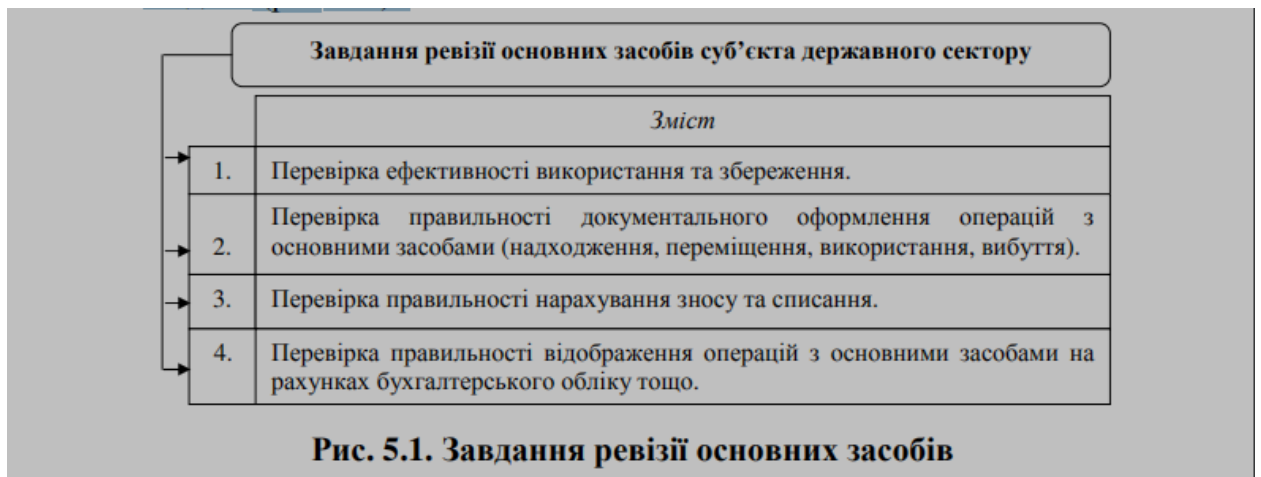 Завдання ревізії основних засобів суб’єкта державного сектору
Зміст
1. Перевірка ефективності використання та збереження.
Перевірка правильності документального оформлення операцій з
2. основними засобами (надходження, переміщення, використання, вибуття).
3. Перевірка правильності нарахування зносу та списання.
4. Перевірка правильності відображення операцій з основними засобами на
рахунках бухгалтерського обліку тощо.
Рис. 5.1. Завдання ревізії основних засобів